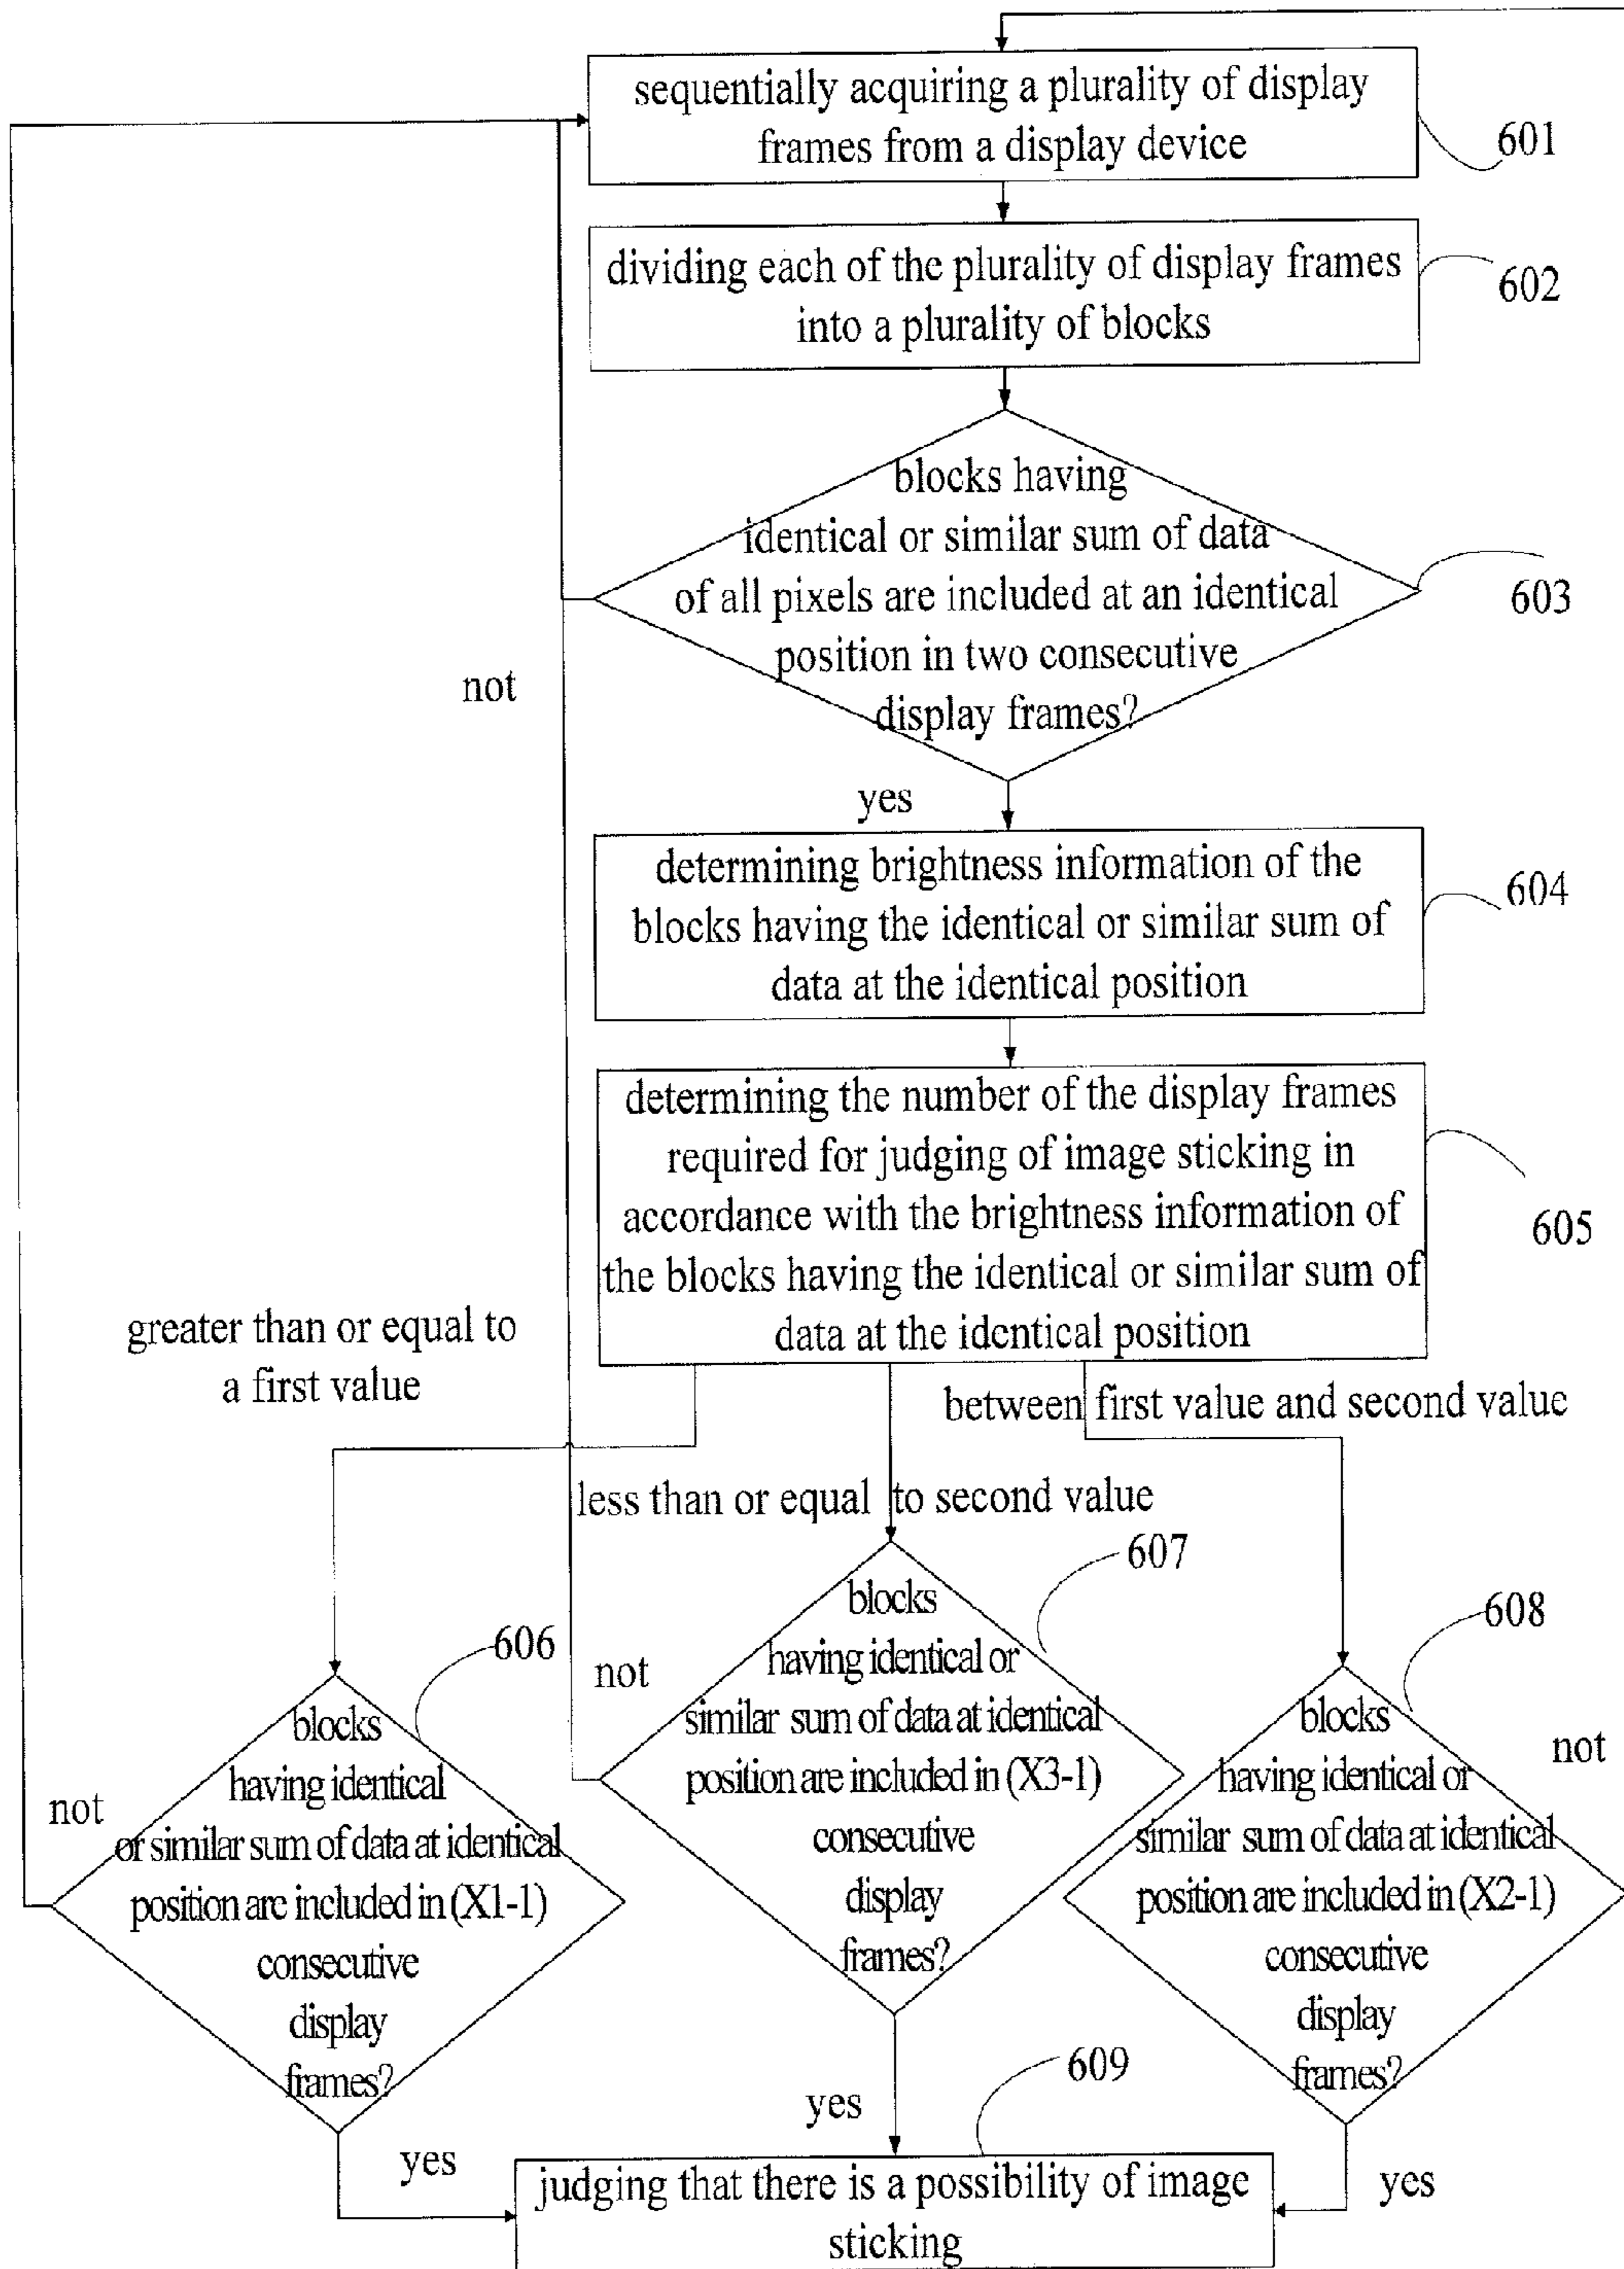 sequentially acquiring a plurality of display
frames from a display device
601
dividing each of the plurality of display frames
into a plurality of blocks
602
blocks having
identical or similar sum of data
of all pixels are included at an identical
position in two consecutive
display frames?
603
not
yes
determining brightness information of the
blocks having the identical or similar sum of
data at the identical position
604
determining the number of the display frames
required for judging of image sticking in
accordance with the brightness information of
the blocks having the identical or similar sum of
data at the identical position
605
greater than or equal to
a first value
between first value and second value
less than or equal to second value
607
blocks
having identical or
similar sum of data at identical
position are included in (X3-1)
consecutive
display
frames?
not
606
blocks
having identical
or similar sum of data at identical
position are included in (X1-1)
consecutive
display
frames?
not
608
blocks
having identical or
similar sum of data at identical
position are included in (X2-1)
consecutive
display
frames?
not
yes
yes
yes
609
judging that there is a possibility of image
sticking